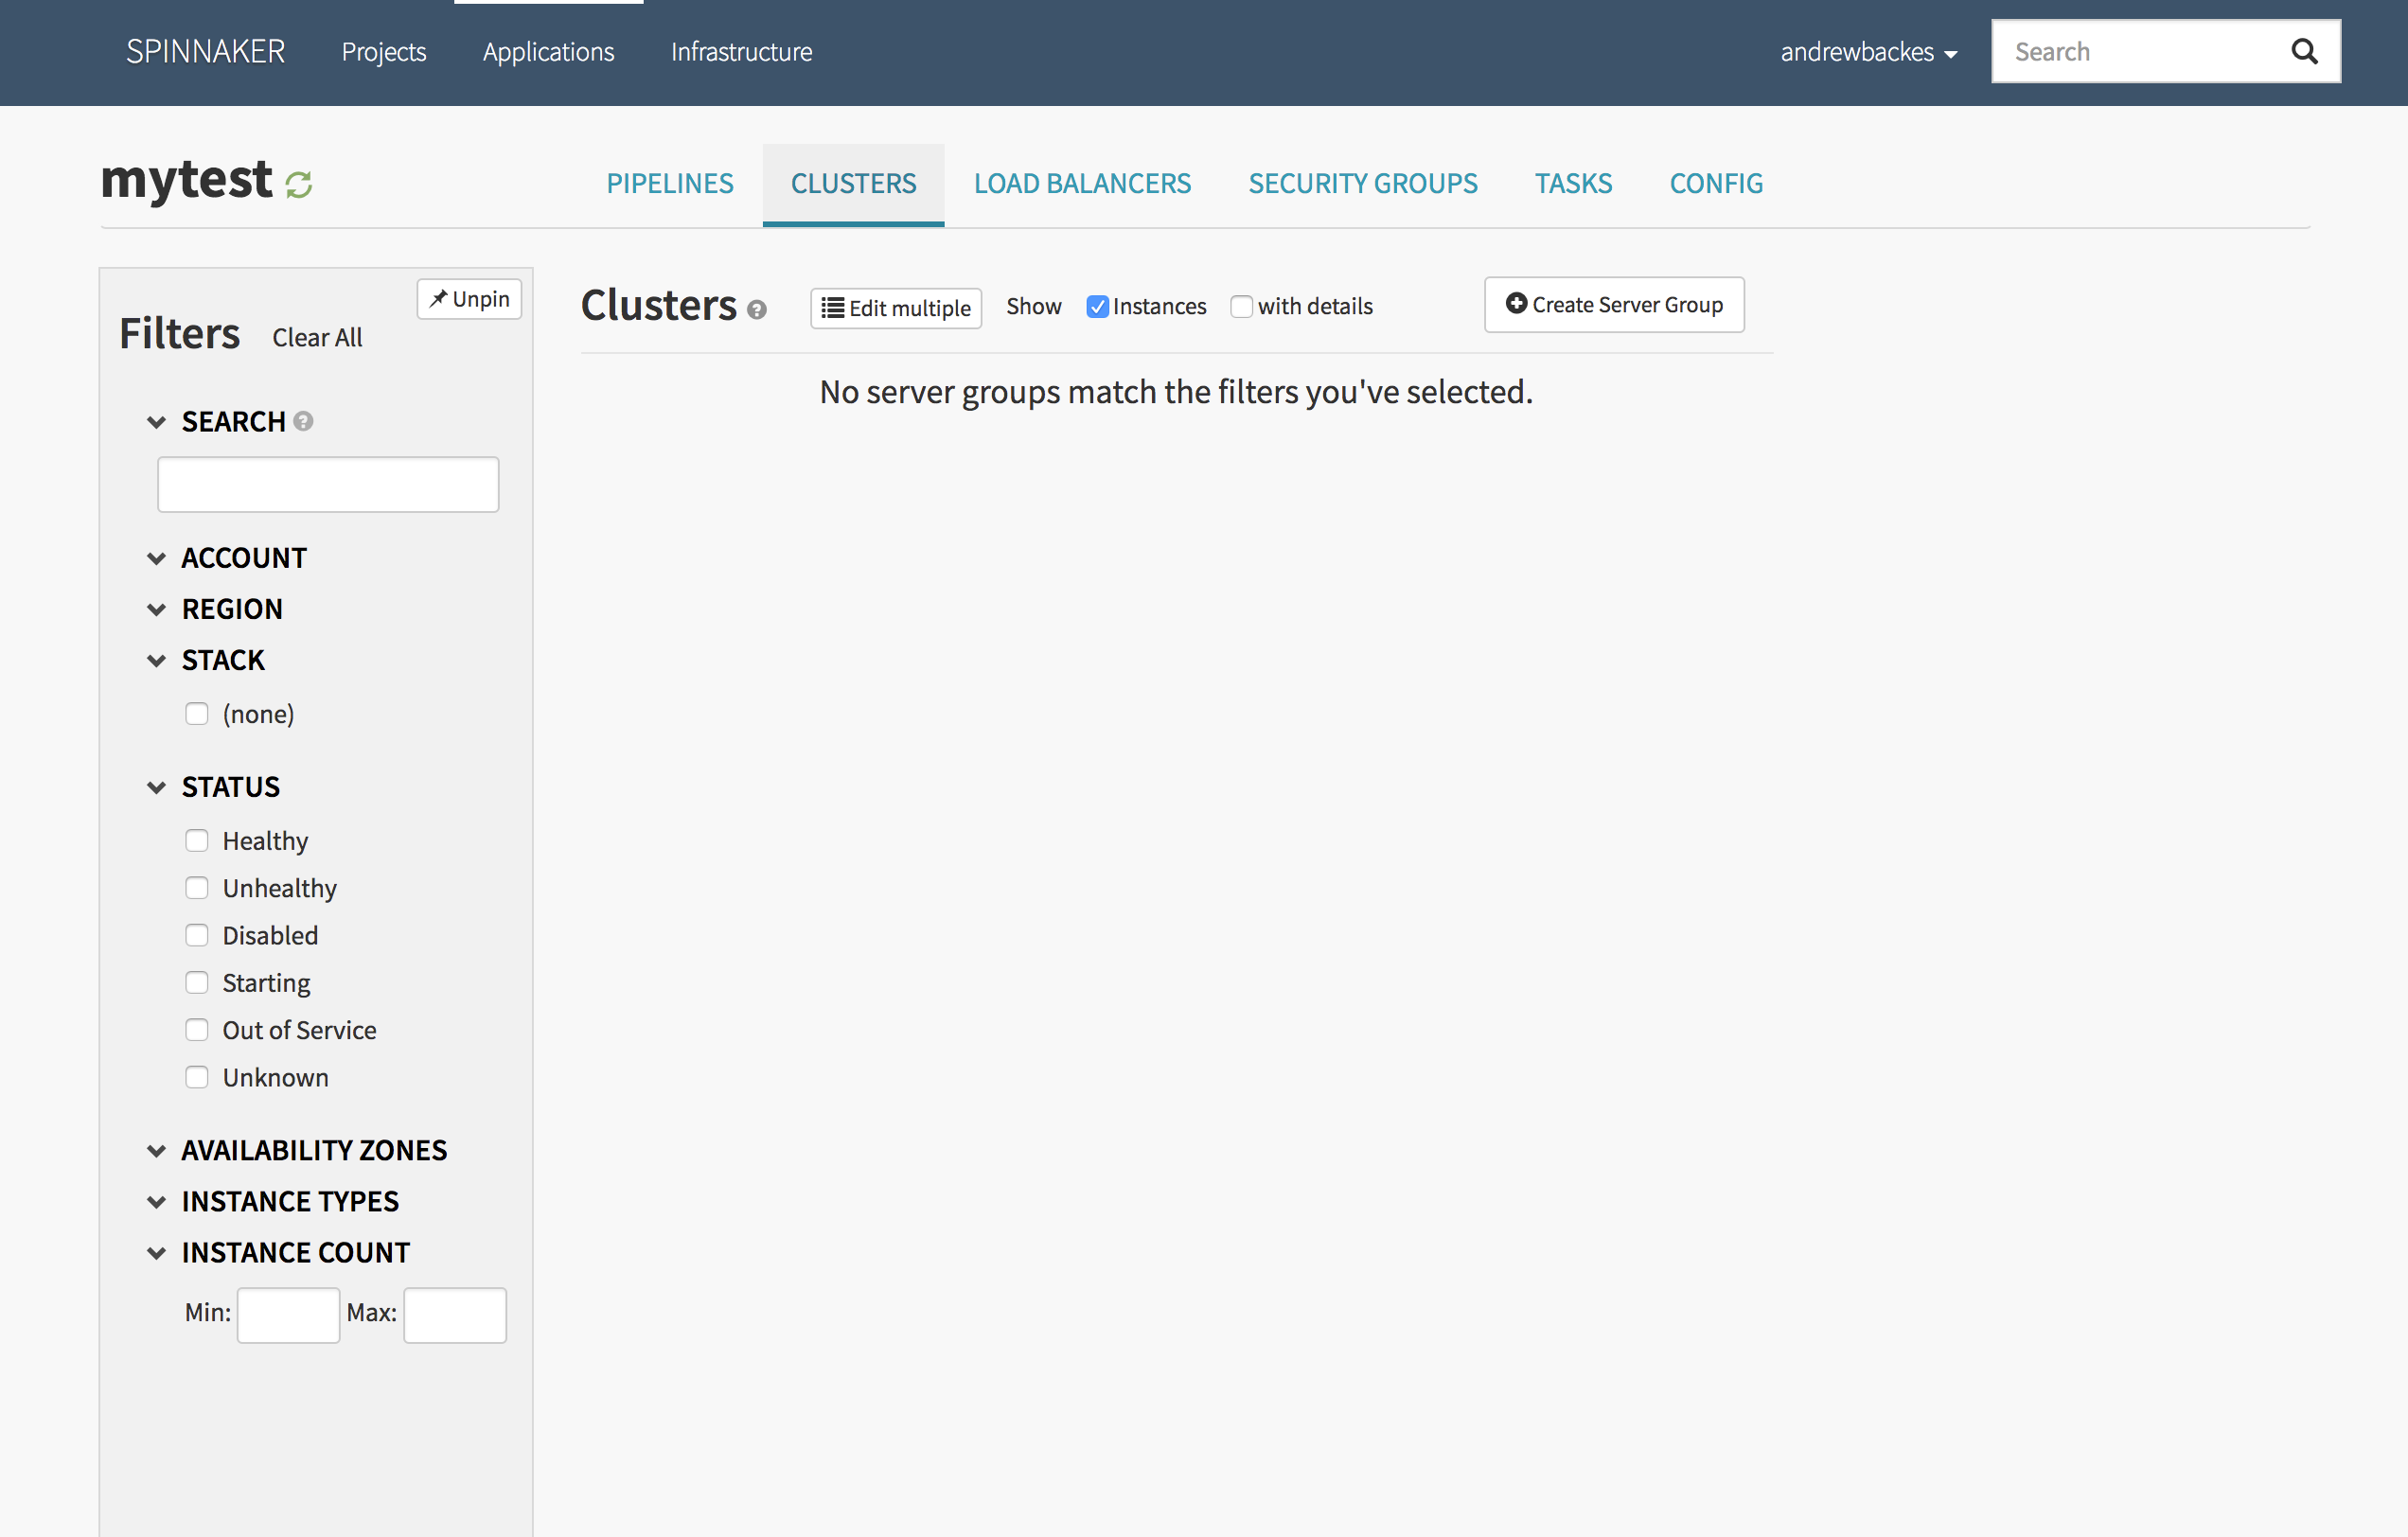 SPINNAKER Projects Applications Infrastructure andrewbackes Search
mytest PIPELINES CLUSTERS LOAD BALANCERS SECURITY GROUPS TASKS CONFIG
Unpin
Filters Clear All
SEARCH ?
ACCOUNT
REGION
STACK
(none)
STATUS
Healthy
Unhealthy
Disabled
Starting
Out of Service
Unknown
AVAILABILITY ZONES
INSTANCE TYPES
INSTANCE COUNT
Min: Max:
Clusters ? Edit multiple Show Instances with details Create Server Group
No server groups match the filters you've selected.